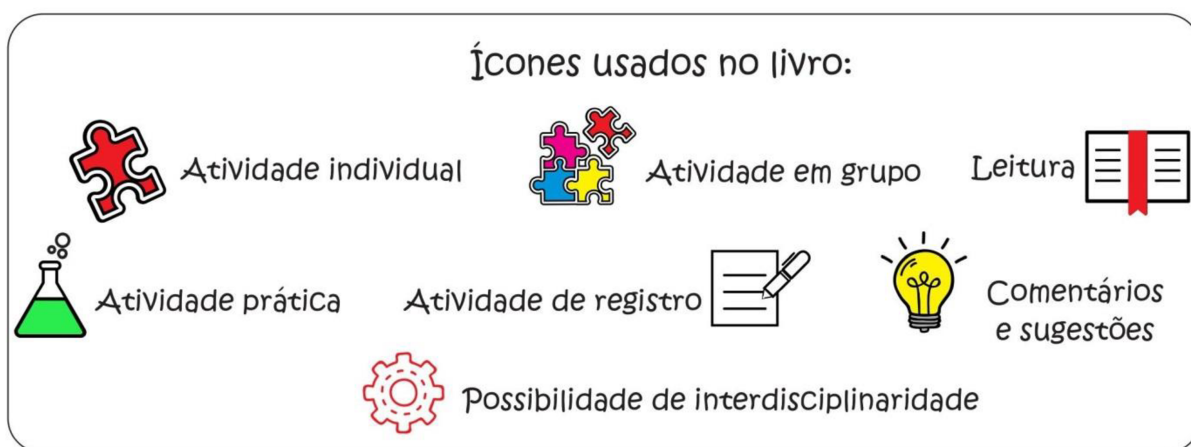 Ícones usados no livro:
Atividade individual
Atividade em grupo
Leitura
Atividade prática
Atividade de registro
Comentários
e sugestões
Possibilidade de interdisciplinaridade